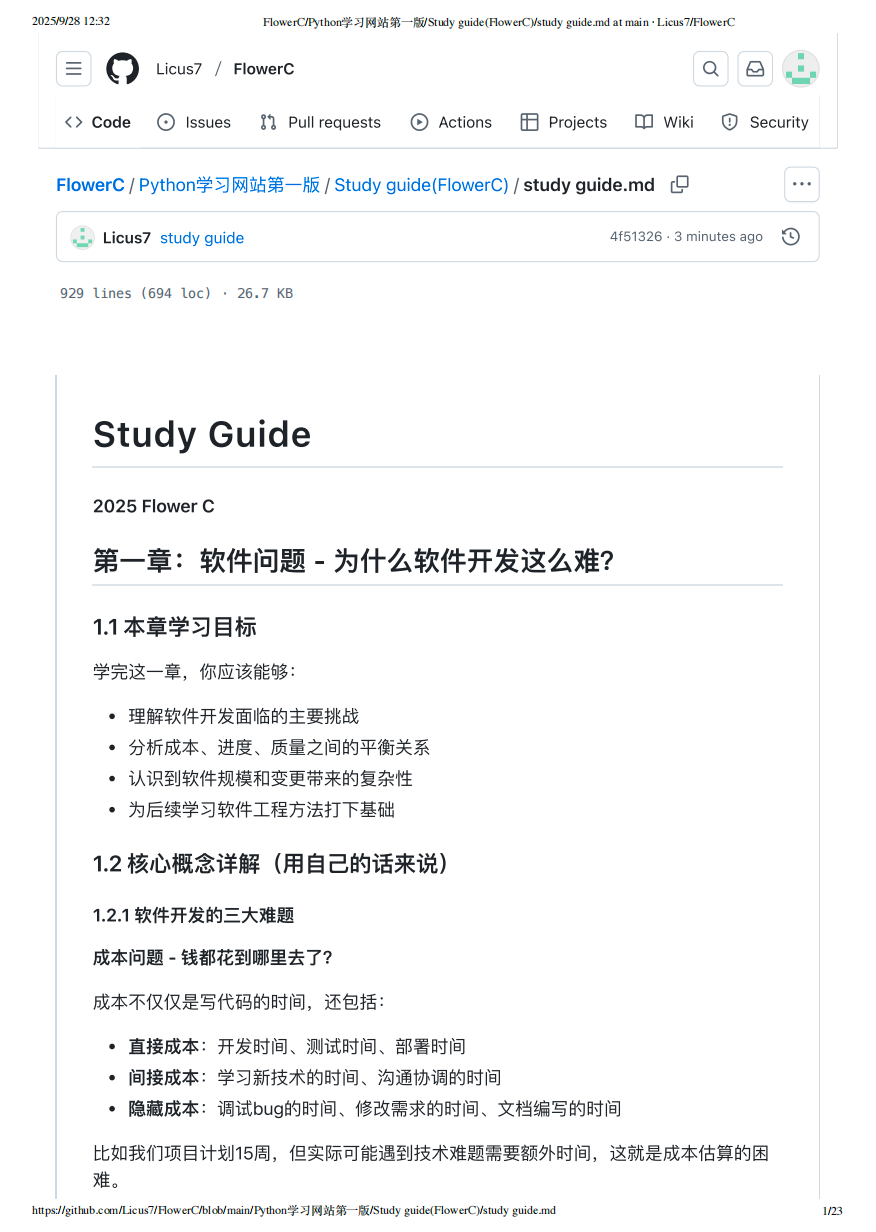 2025/9/28 12:32
FlowerC/Python学习网站第一版/Study guide(FlowerC)/study guide.md at main · Licus7/FlowerC
Licus7 / FlowerC
Code Issues Pull requests Actions Projects Wiki Security
FlowerC / Python学习网站第一版 / Study guide(FlowerC) / study guide.md
Licus7 study guide 4f51326 · 3 minutes ago
929 lines (694 loc) · 26.7 KB
Study Guide
2025 Flower C
第一章：软件问题 - 为什么软件开发这么难?
1.1 本章学习目标
学完这一章，你应该能够：
• 理解软件开发面临的主要挑战
• 分析成本、进度、质量之间的平衡关系
• 认识到软件规模和变更带来的复杂性
• 为后续学习软件工程方法打下基础
1.2 核心概念详解（用自己的话来说）
1.2.1 软件开发的三大难题
成本问题 - 钱都花到哪里去了?
成本不仅仅是写代码的时间，还包括：
• 直接成本：开发时间、测试时间、部署时间
• 间接成本：学习新技术的时间、沟通协调的时间
• 隐藏成本：调试bug的时间、修改需求的时间、文档编写的时间
比如我们项目计划15周，但实际可能遇到技术难题需要额外时间，这就是成本估算的困
难。
https://github.com/Licus7/FlowerC/blob/main/Python学习网站第一版/Study guide(FlowerC)/study guide.md
1/23